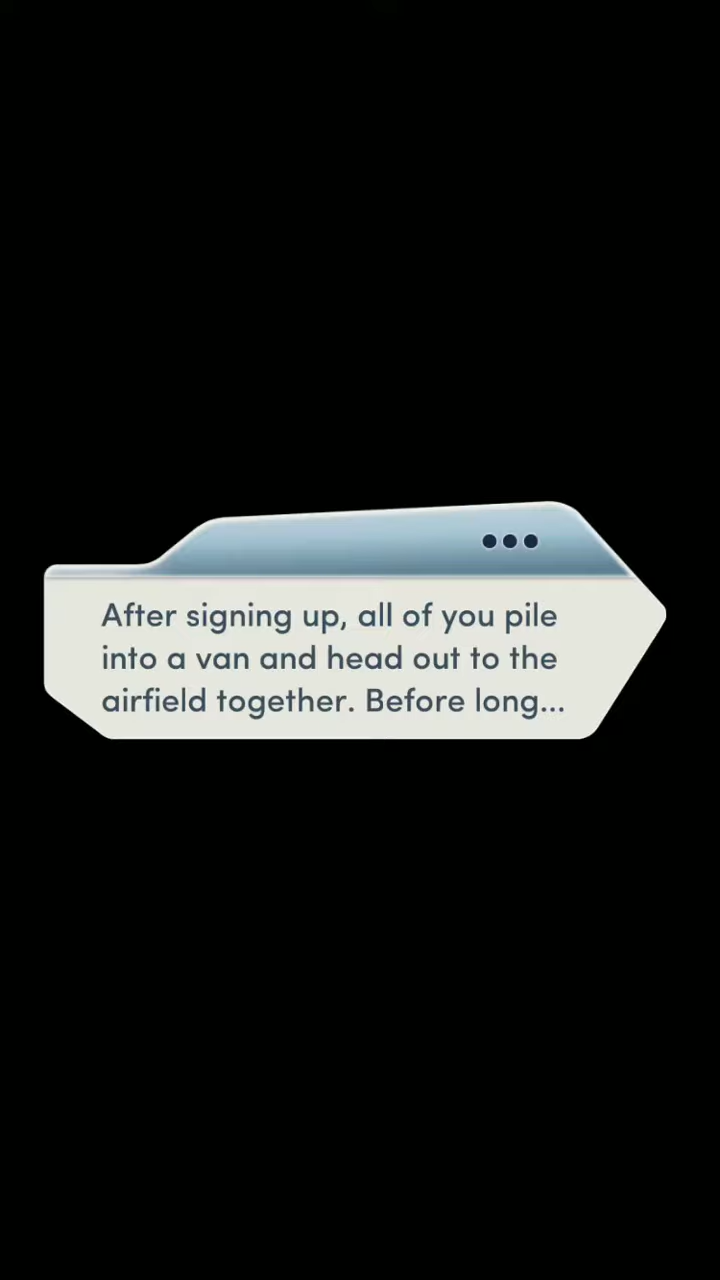 After signing up, all of you pile
into a van and head out to the
airfield together. Before long...